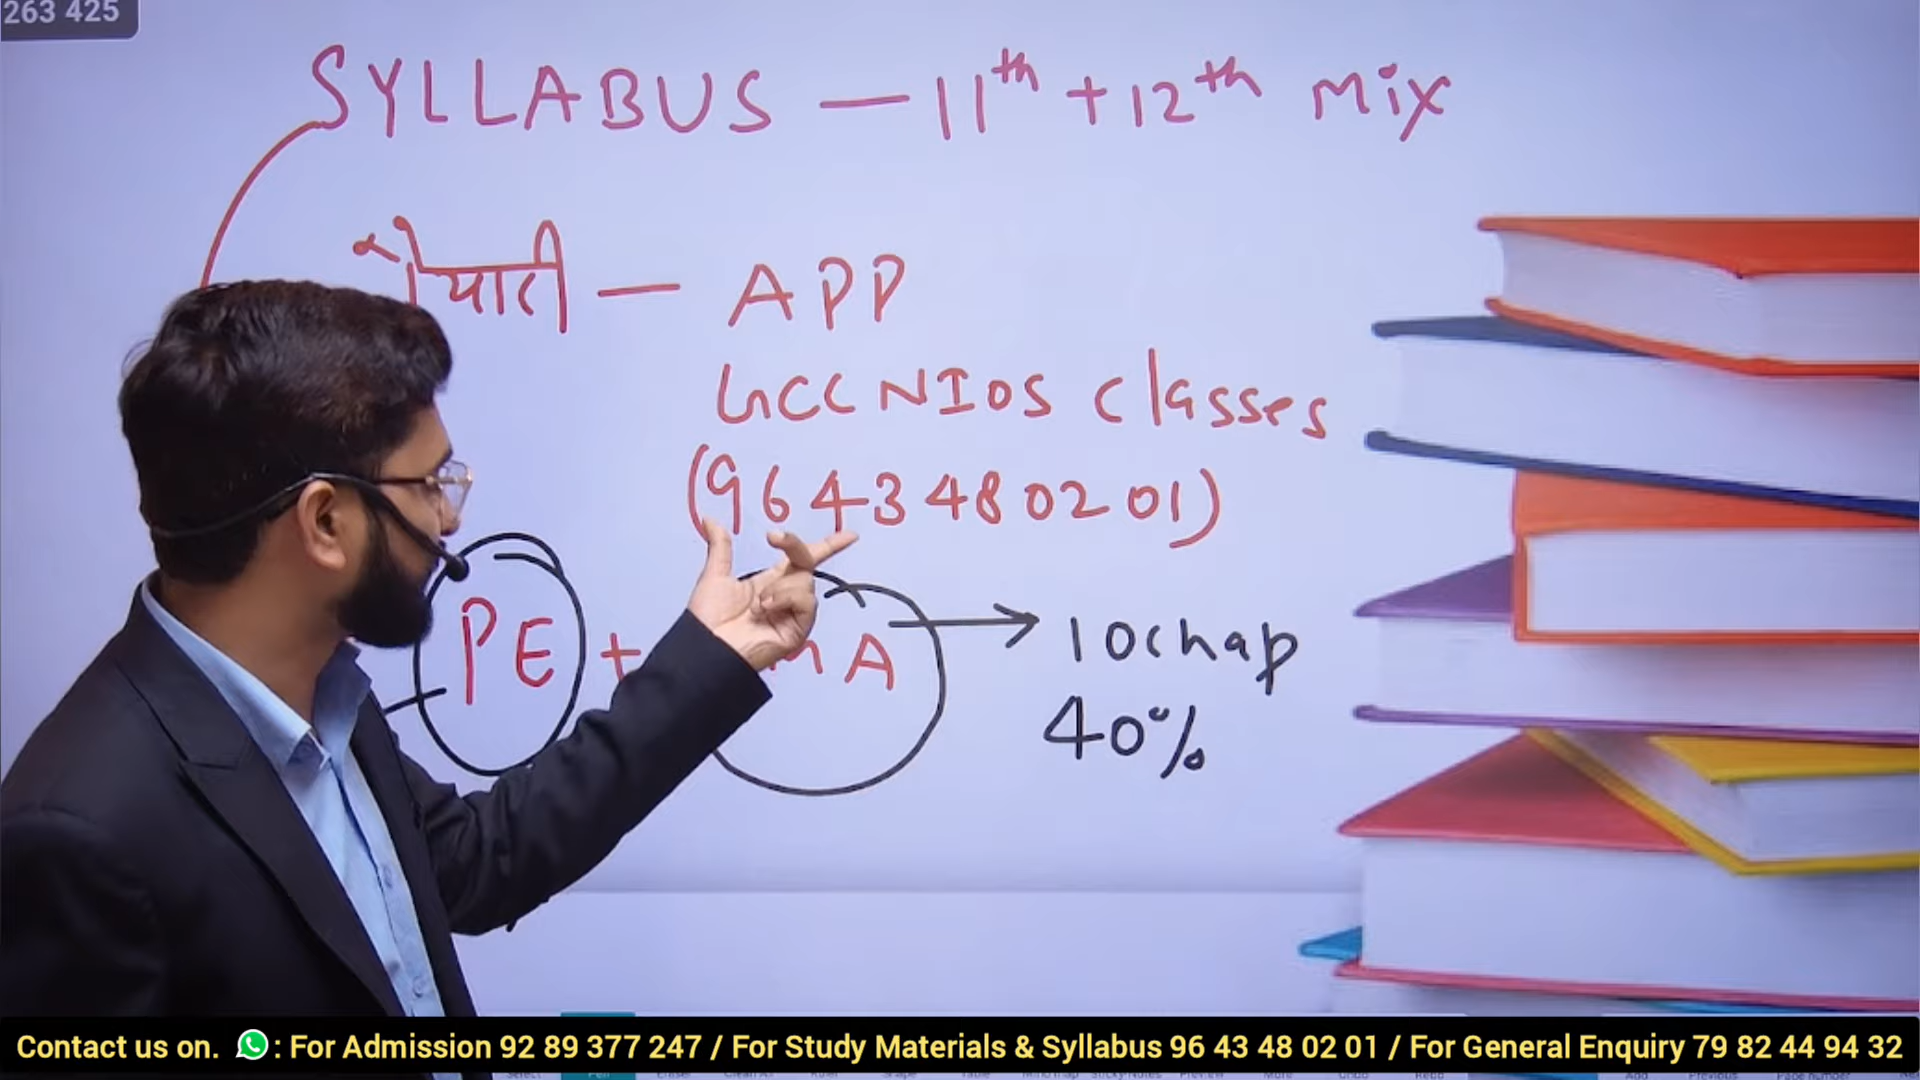 263 425
SYLLABUS — 11th + 12th Mix
तैयारी — APP
GCC NIOS Classes
(9643480201)
PE + MA → 10chap
40%
Contact us on. : For Admission 92 89 377 247 / For Study Materials & Syllabus 96 43 48 02 01 / For General Enquiry 79 82 44 94 32